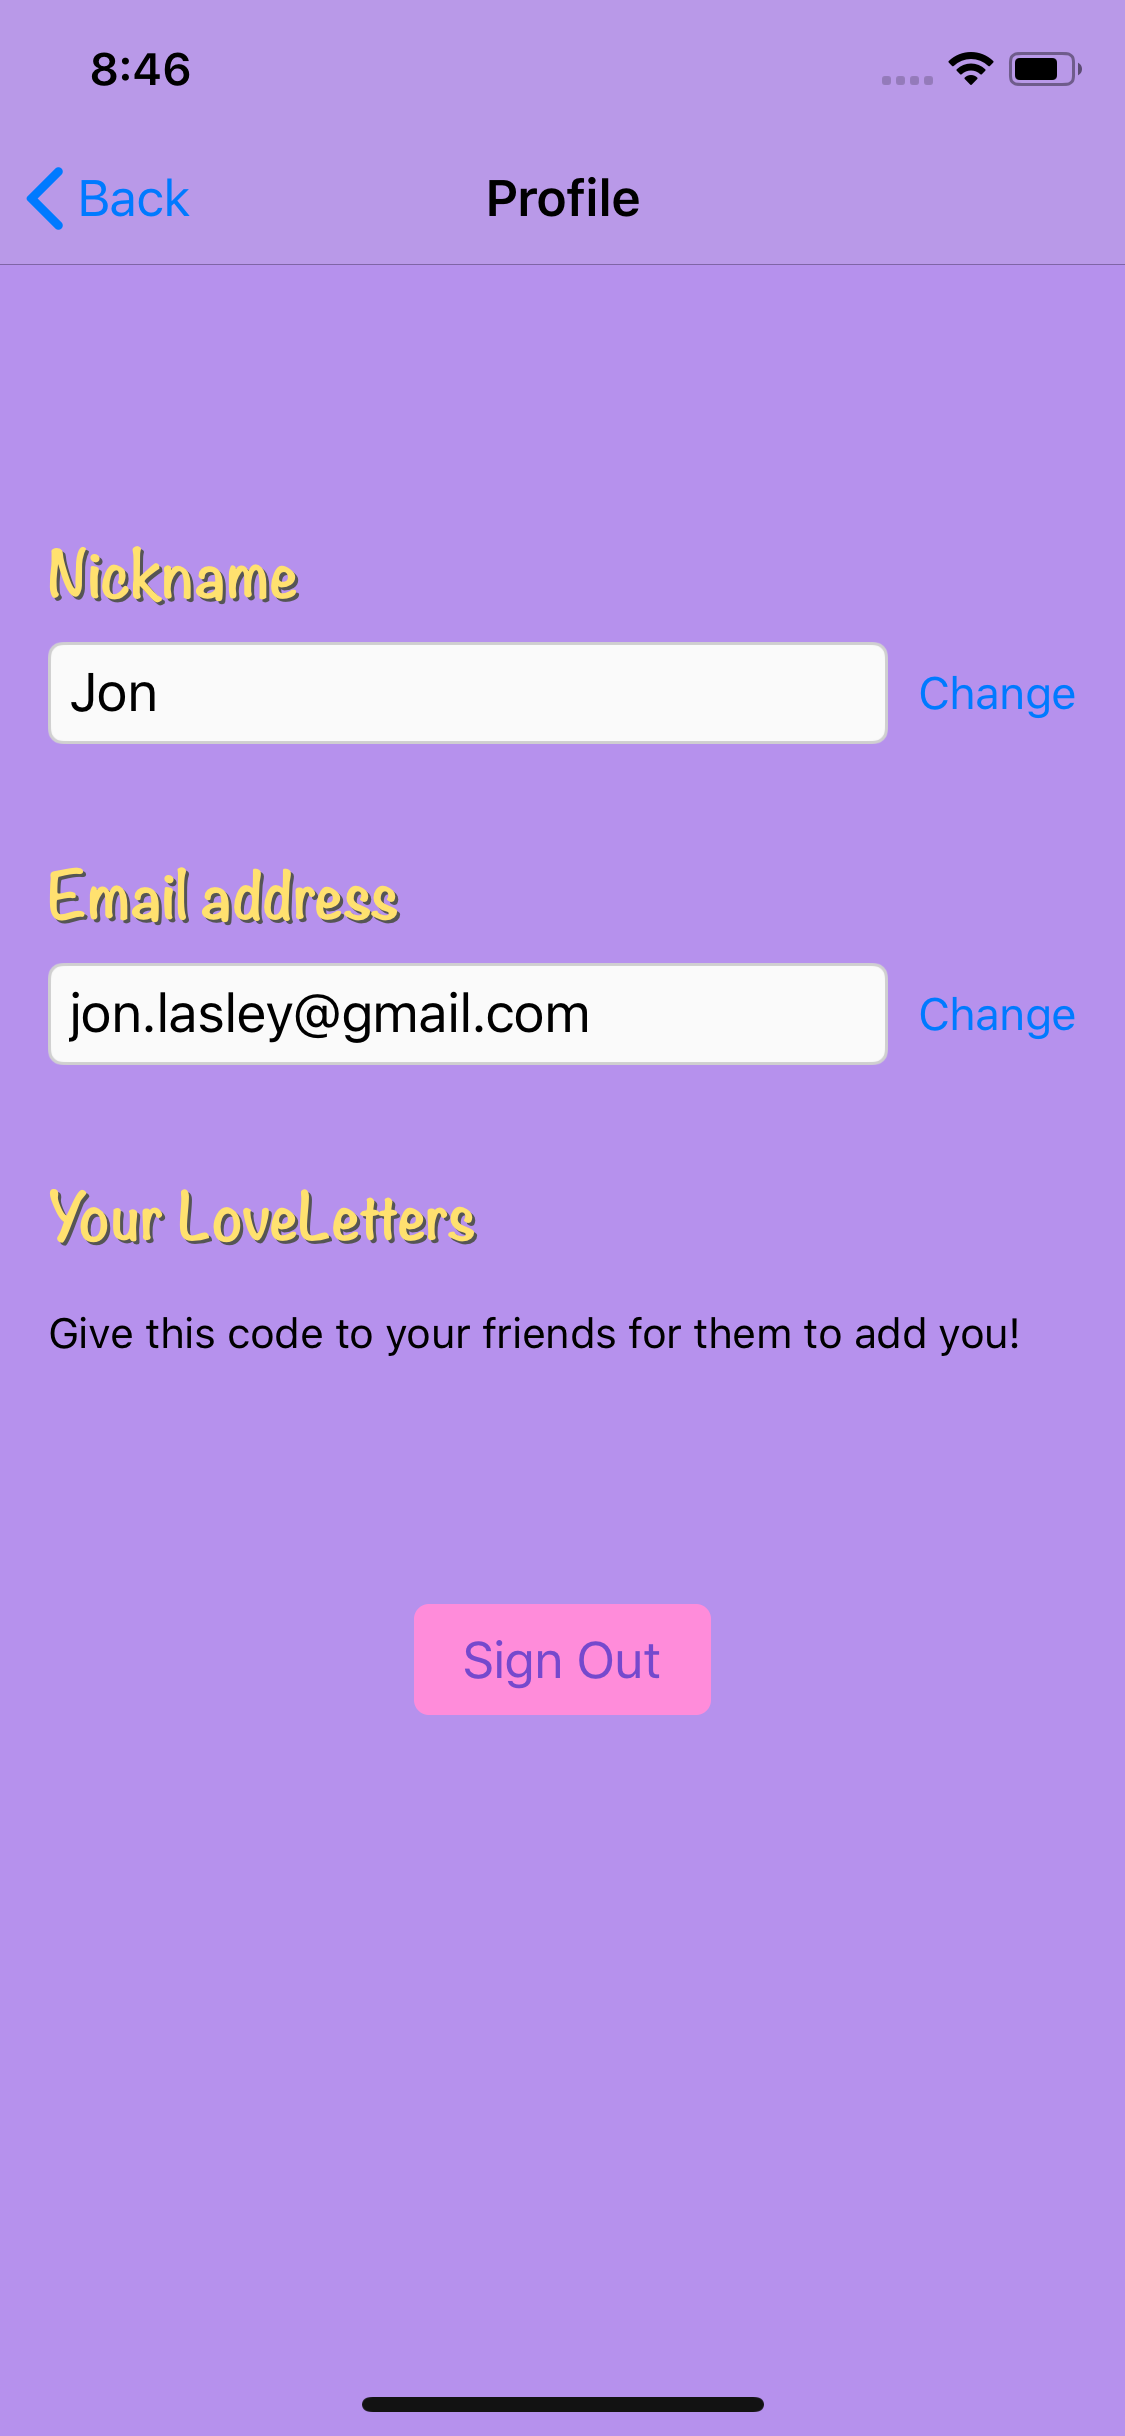 8:46
Back
Profile
Nickname
Jon
Change
Email address
jon.lasley@gmail.com
Change
Your LoveLetters
Give this code to your friends for them to add you!
Sign Out